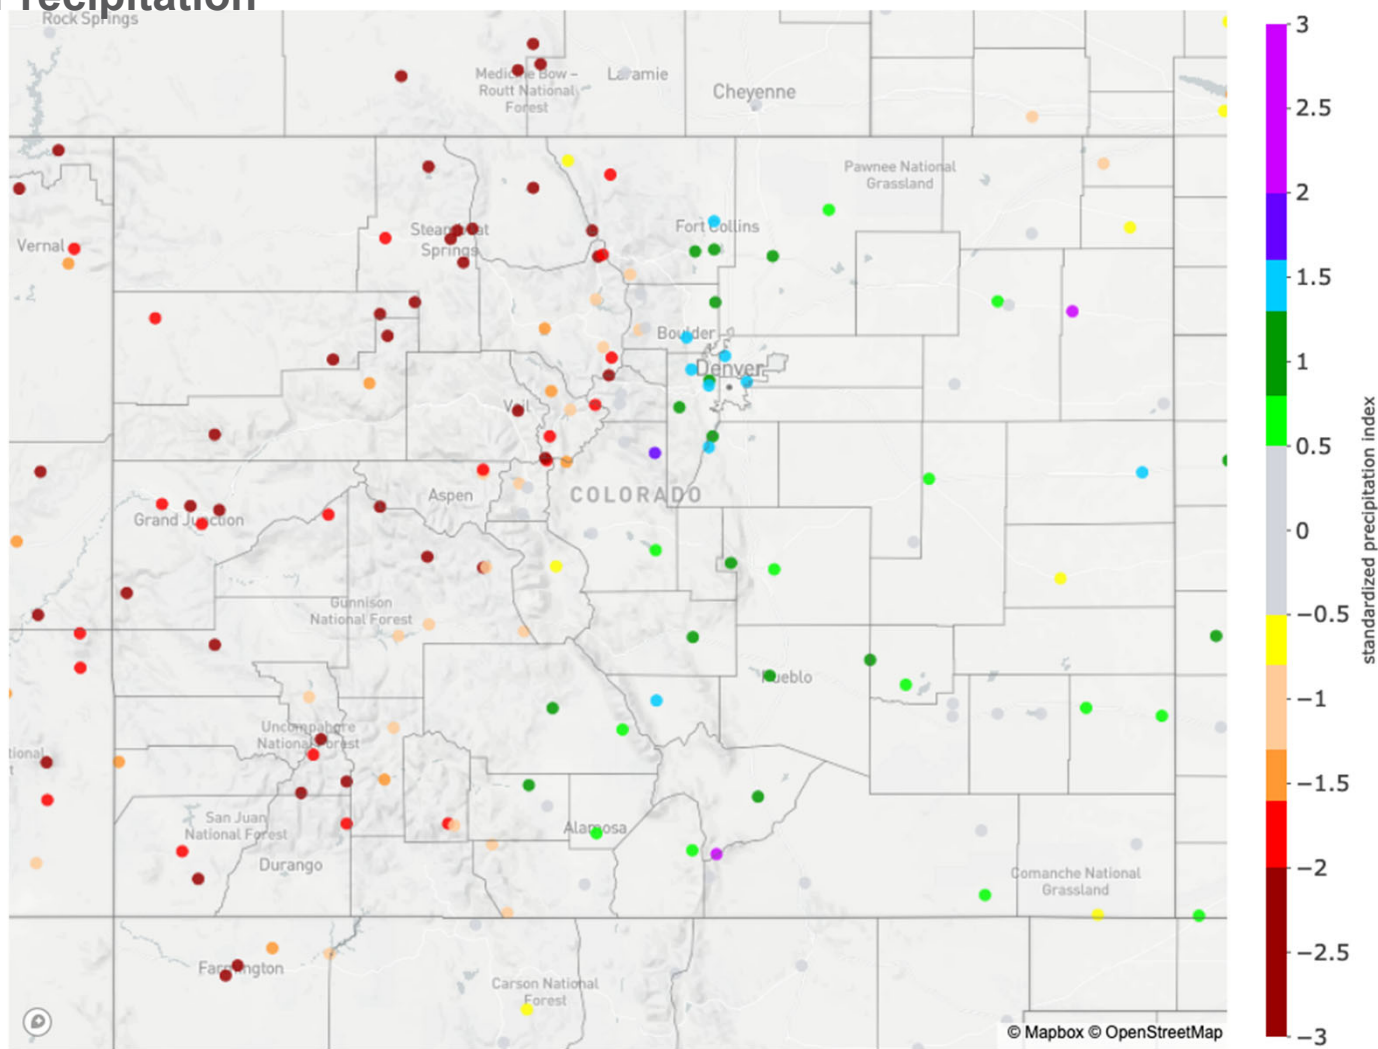 recipitation
Rock Springs
Medicine Bow –
Routt National
Forest
Laramie
Cheyenne
Pawnee National
Grassland
Vernal
Steamboat
Springs
Fort Collins
Boulder
Denver
Vail
COLORADO
Aspen
Grand Junction
Gunnison
National Forest
Pueblo
Uncompahgre
National Forest
tional
t
San Juan
National Forest
Alamosa
Durango
Comanche National
Grassland
Farmington
Carson National
Forest
© Mapbox © OpenStreetMap
3
2.5
2
1.5
1
0.5
0
−0.5
−1
−1.5
−2
−2.5
−3
standardized precipitation index